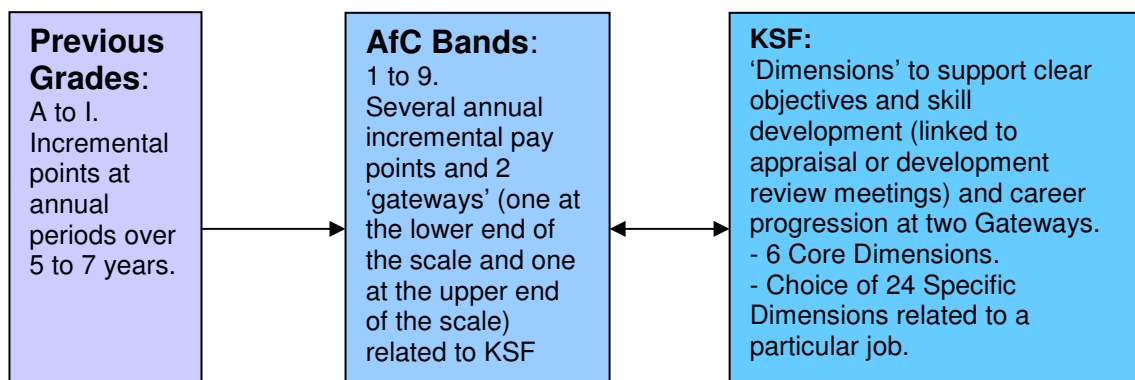 Previous
Grades:
A to I.
Incremental
points at
annual
periods over
5 to 7 years.
AfC Bands:
1 to 9.
Several annual
incremental pay
points and 2
‘gateways’ (one at
the lower end of
the scale and one
at the upper end
of the scale)
related to KSF
KSF:
‘Dimensions’ to support clear
objectives and skill
development (linked to
appraisal or development
review meetings) and career
progression at two Gateways.
- 6 Core Dimensions.
- Choice of 24 Specific
Dimensions related to a
particular job.